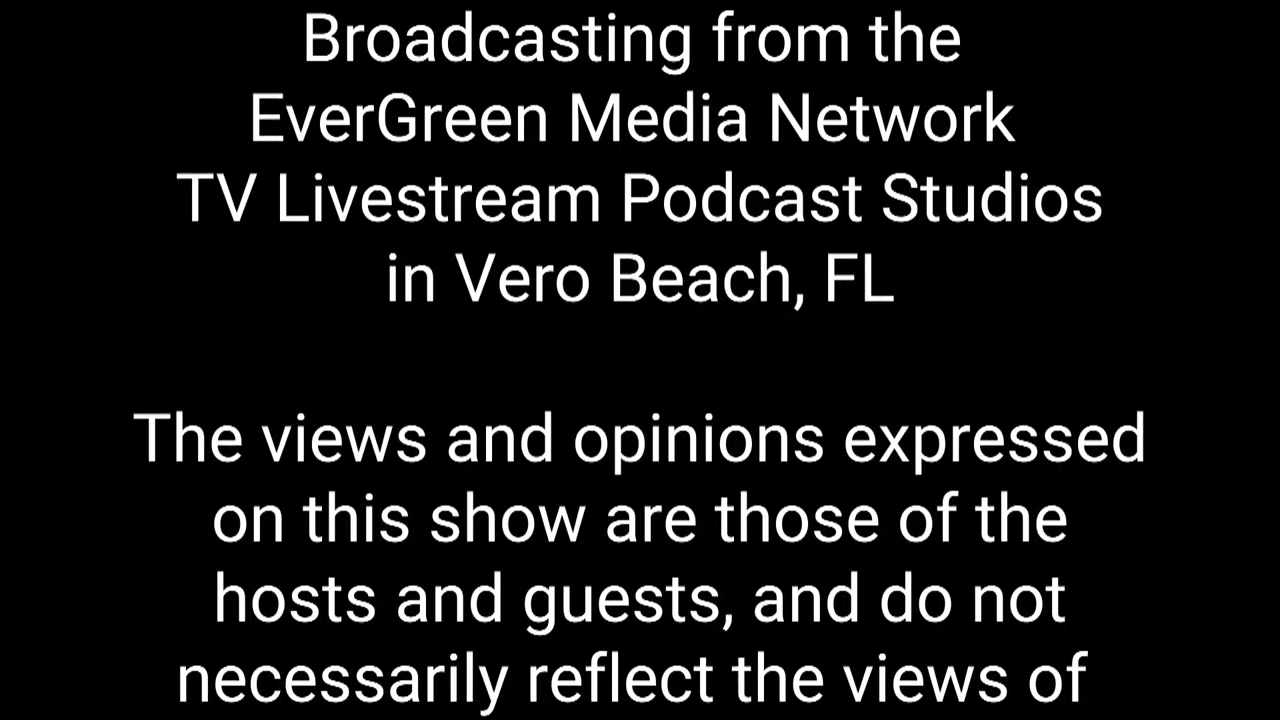 Broadcasting from the
EverGreen Media Network
TV Livestream Podcast Studios
in Vero Beach, FL
The views and opinions expressed
on this show are those of the
hosts and guests, and do not
necessarily reflect the views of